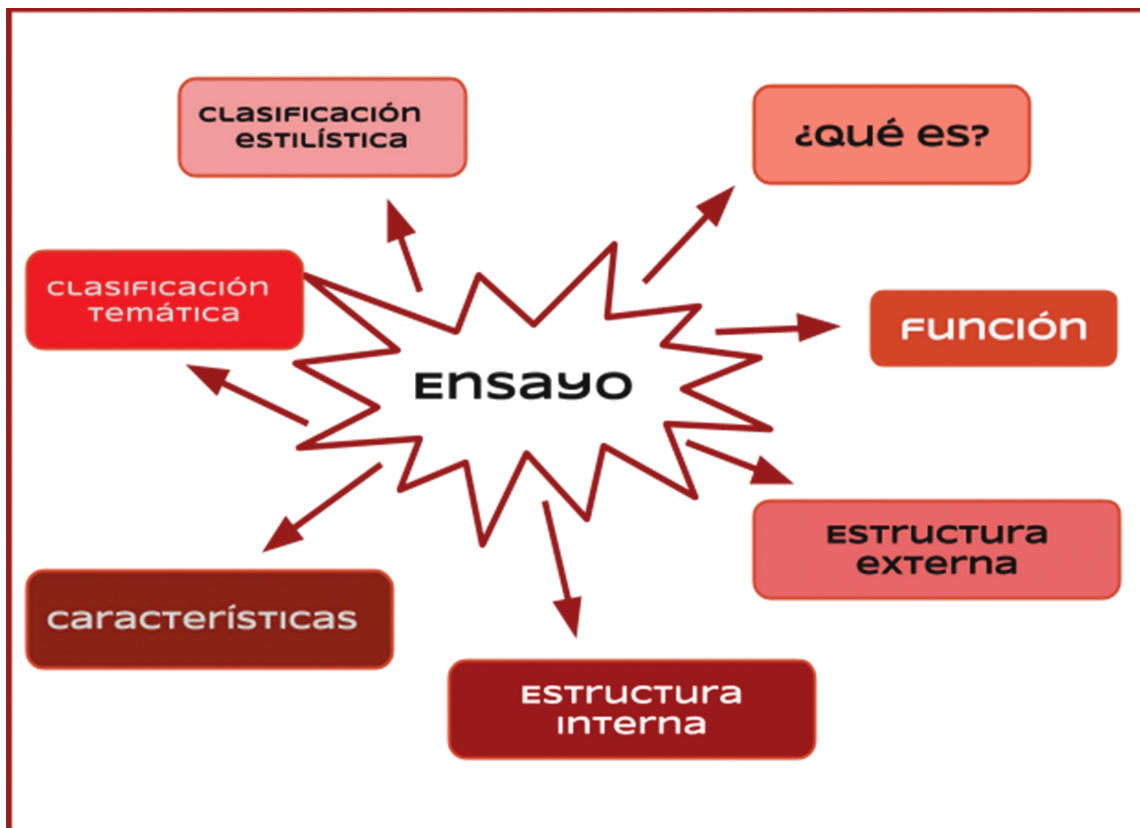 Clasificación
estilística
¿Qué es?
Clasificación
temática
Función
Ensayo
Estructura
externa
Características
Estructura
interna